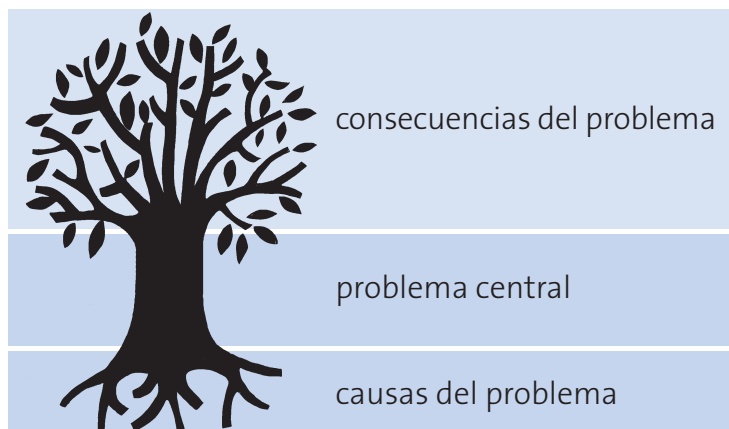 consecuencias del problema
problema central
causas del problema